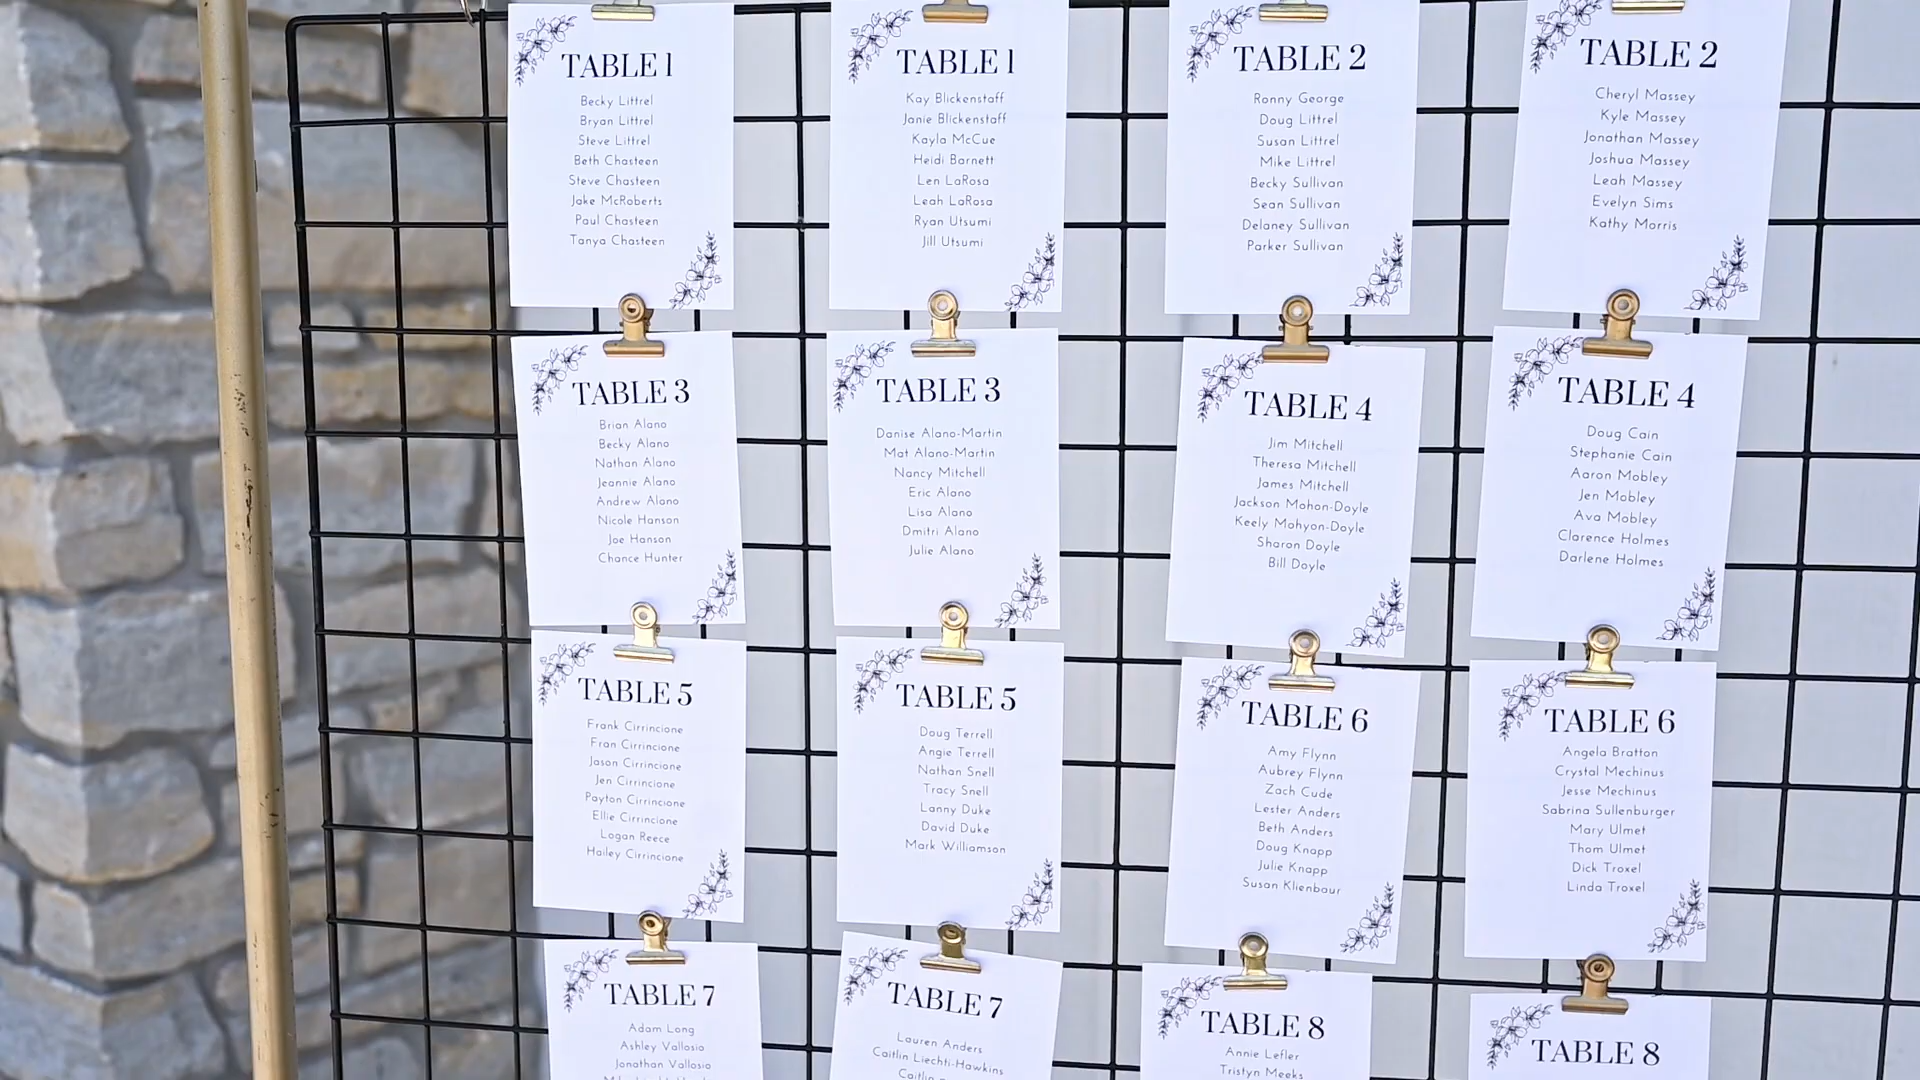 TABLE 1
Becky Littrel
Bryan Littrel
Steve Littrel
Beth Chasteen
Steve Chasteen
Jake McRoberts
Paul Chasteen
Tanya Chasteen
TABLE 1
Kay Blickenstaff
Janie Blickenstaff
Kayla McCue
Heidi Barnett
Len LaRosa
Leah LaRosa
Ryan Utsumi
Jill Utsumi
TABLE 2
Ronny George
Doug Littrel
Susan Littrel
Mike Littrel
Becky Sullivan
Sean Sullivan
Delaney Sullivan
Parker Sullivan
TABLE 2
Cheryl Massey
Kyle Massey
Jonathan Massey
Joshua Massey
Leah Massey
Evelyn Sims
Kathy Morris
TABLE 3
Brian Alano
Becky Alano
Nathan Alano
Jeannie Alano
Andrew Alano
Nicole Hanson
Joe Hanson
Chance Hunter
TABLE 3
Danise Alano-Martin
Mat Alano-Martin
Nancy Mitchell
Eric Alano
Lisa Alano
Dmitri Alano
Julie Alano
TABLE 4
Jim Mitchell
Theresa Mitchell
James Mitchell
Jackson Mahon-Doyle
Keely Mahyon-Doyle
Sharon Doyle
Bill Doyle
TABLE 4
Doug Cain
Stephanie Cain
Aaron Mobley
Jen Mobley
Ava Mobley
Clarence Holmes
Darlene Holmes
TABLE 5
Frank Cirrincione
Fran Cirrincione
Jason Cirrincione
Jen Cirrincione
Payton Cirrincione
Ellie Cirrincione
Logan Reece
Hailey Cirrincione
TABLE 5
Doug Terrell
Angie Terrell
Nathan Snell
Tracy Snell
Lanny Duke
David Duke
Mark Williamson
TABLE 6
Amy Flynn
Aubrey Flynn
Zach Cude
Lester Anders
Beth Anders
Doug Knapp
Julie Knapp
Susan Klienbaur
TABLE 6
Angela Bratton
Crystal Mechinus
Jesse Mechinus
Sabrina Sullenburger
Mary Ulmet
Thom Ulmet
Dick Troxel
Linda Troxel
TABLE 7
Adam Long
Ashley Vallosio
Jonathan Vallosio
TABLE 7
Lauren Anders
Caitlin Liechti-Hawkins
Caitlin
TABLE 8
Annie Lefler
Tristyn Meeks
TABLE 8